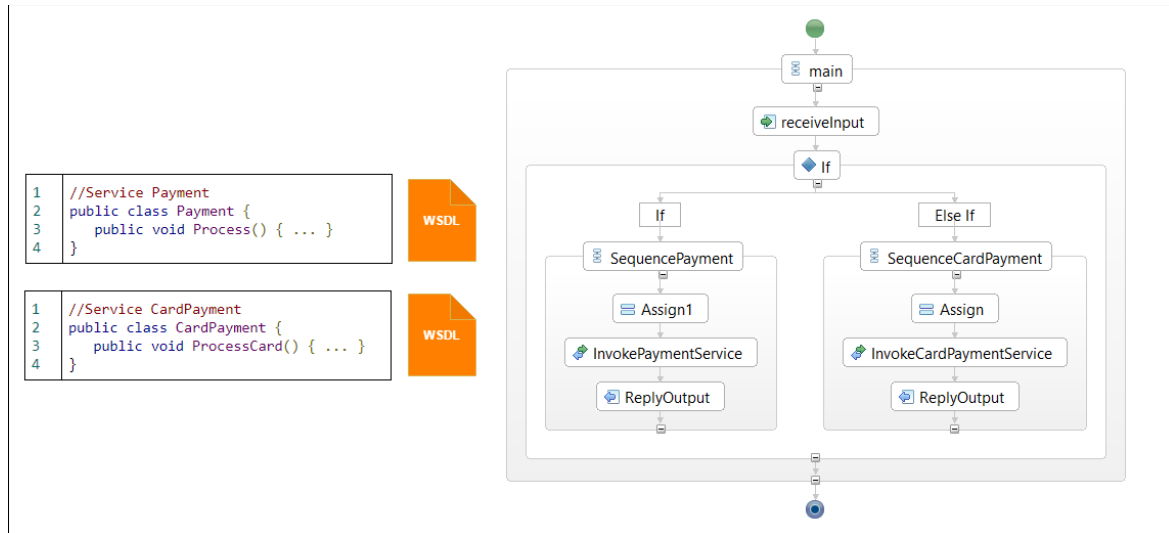 1 //Service Payment
2 public class Payment {
3 public void Process() { ... }
4 }
WSDL
1 //Service CardPayment
2 public class CardPayment {
3 public void ProcessCard() { ... }
4 }
WSDL
main
receiveInput
If
If
Else If
SequencePayment
SequenceCardPayment
Assign1
Assign
InvokePaymentService
InvokeCardPaymentService
ReplyOutput
ReplyOutput